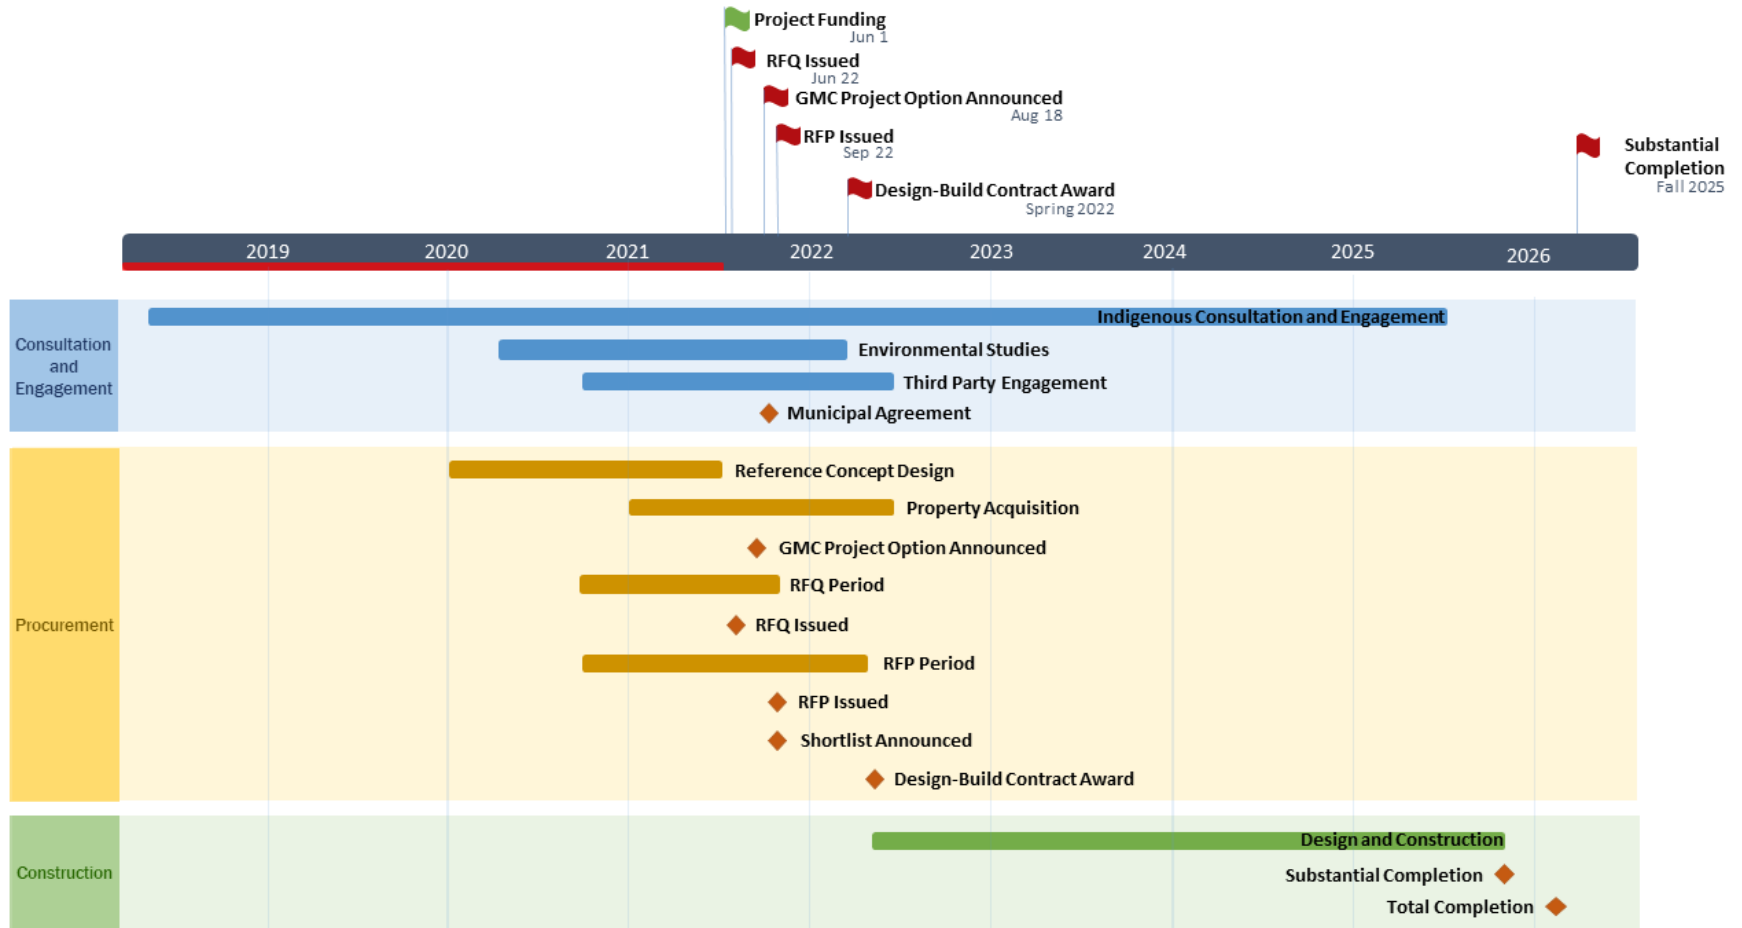 Project Funding
Jun 1
RFQ Issued
Jun 22
GMC Project Option Announced
Aug 18
RFP Issued
Sep 22
Design-Build Contract Award
Spring 2022
Substantial
Completion
Fall 2025
2019 2020 2021 2022 2023 2024 2025 2026
Consultation
and
Engagement
Indigenous Consultation and Engagement
Environmental Studies
Third Party Engagement
Municipal Agreement
Procurement
Reference Concept Design
Property Acquisition
GMC Project Option Announced
RFQ Period
RFQ Issued
RFP Period
RFP Issued
Shortlist Announced
Design-Build Contract Award
Construction
Design and Construction
Substantial Completion
Total Completion